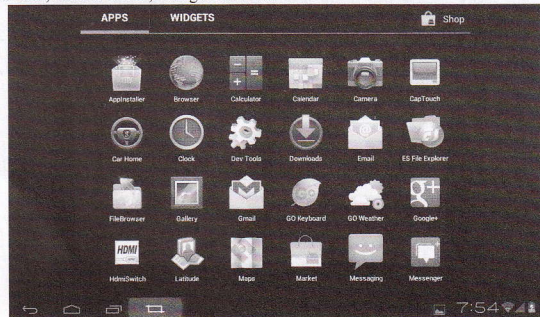 APPS WIDGETS Shop
AppInstaller Browser Calculator Calendar Camera CapTouch
Car Home Clock Dev Tools Downloads Email ES File Explorer
FileBrowser Gallery Gmail GO Keyboard GO Weather Google+
HDMI
HdmiSwitch Latitude Maps Market Messaging Messenger
7:54